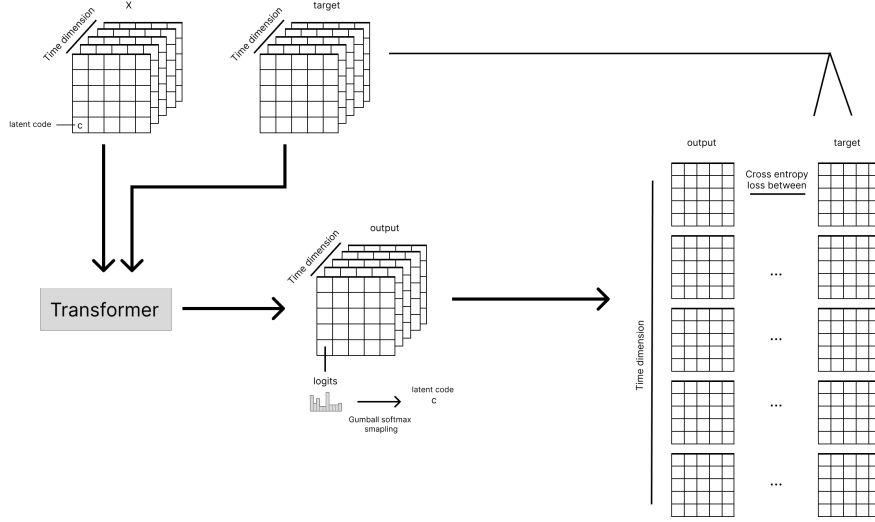 X
target
Time dimension
Time dimension
latent code
c
output
target
Cross entropy
loss between
output
Time dimension
Transformer
...
...
...
...
Time dimension
logits
latent code
c
Gumball softmax
smapling